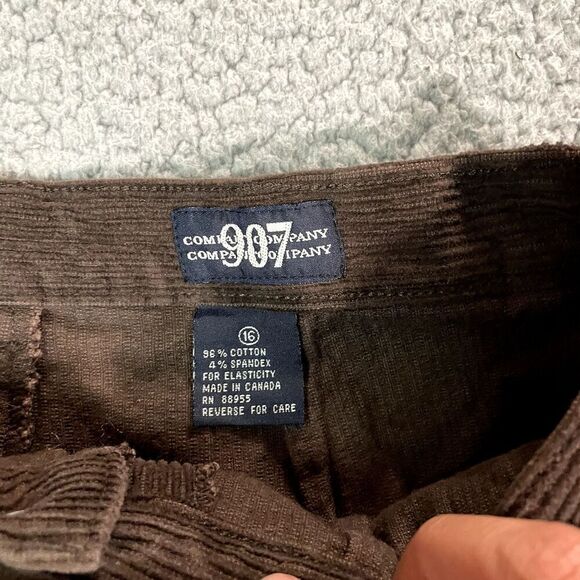 907
COMPANY COMPANY
COMPANY COMPANY
16
96% COTTON
4% SPANDEX
FOR ELASTICITY
MADE IN CANADA
RN 88955
REVERSE FOR CARE